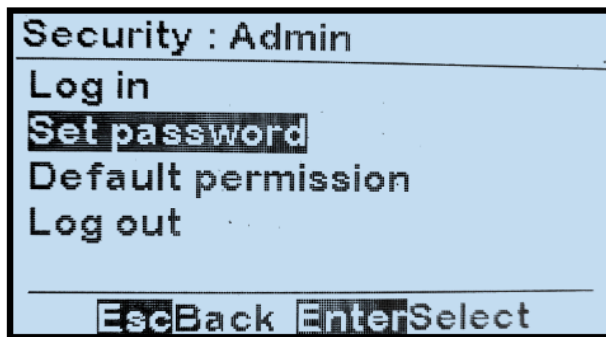 Security : Admin
Log in
Set password
Default permission
Log out
EscBack EnterSelect